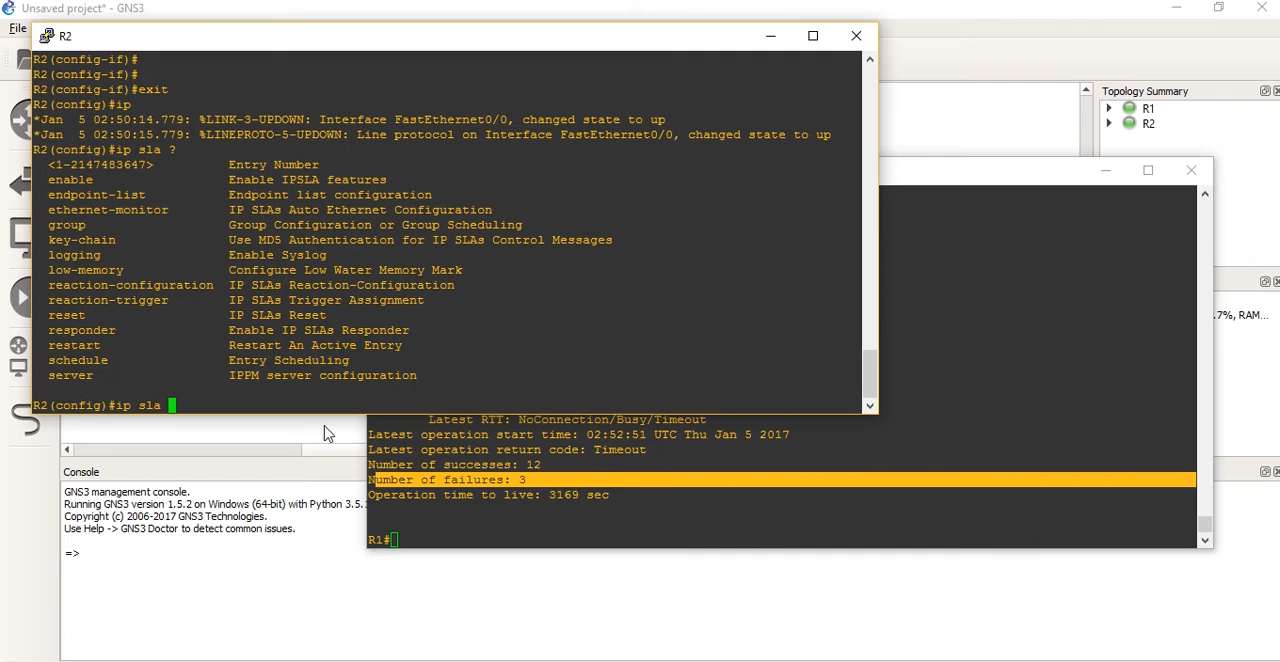 Unsaved project* - GNS3
File
R2
R2(config-if)#
R2(config-if)#
R2(config-if)#exit
R2(config)#ip
*Jan  5 02:50:14.779: %LINK-3-UPDOWN: Interface FastEthernet0/0, changed state to up
*Jan  5 02:50:15.779: %LINEPROTO-5-UPDOWN: Line protocol on Interface FastEthernet0/0, changed state to up
R2(config)#ip sla ?
<1-2147483647> Entry Number
enable Enable IPSLA features
endpoint-list Endpoint list configuration
ethernet-monitor IP SLAs Auto Ethernet Configuration
group Group Configuration or Group Scheduling
key-chain Use MD5 Authentication for IP SLAs Control Messages
logging Enable Syslog
low-memory Configure Low Water Memory Mark
reaction-configuration IP SLAs Reaction-Configuration
reaction-trigger IP SLAs Trigger Assignment
reset IP SLAs Reset
responder Enable IP SLAs Responder
restart Restart An Active Entry
schedule Entry Scheduling
server IPPM server configuration
R2(config)#ip sla
Topology Summary
R1
R2
.7%, RAM...
Latest RTT: NoConnection/Busy/Timeout
Latest operation start time: 02:52:51 UTC Thu Jan 5 2017
Latest operation return code: Timeout
Number of successes: 12
Number of failures: 3
Operation time to live: 3169 sec
R1#
Console
GNS3 management console.
Running GNS3 version 1.5.2 on Windows (64-bit) with Python 3.5.
Copyright (c) 2006-2017 GNS3 Technologies.
Use Help -> GNS3 Doctor to detect common issues.
=>